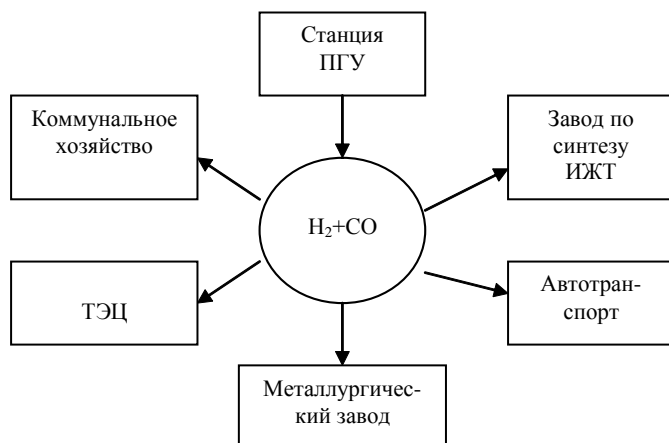 Станция
ПГУ
Коммунальное
хозяйство
Завод по
синтезу
ИЖТ
H₂+CO
ТЭЦ
Автотран-
спорт
Металлургичес-
кий завод